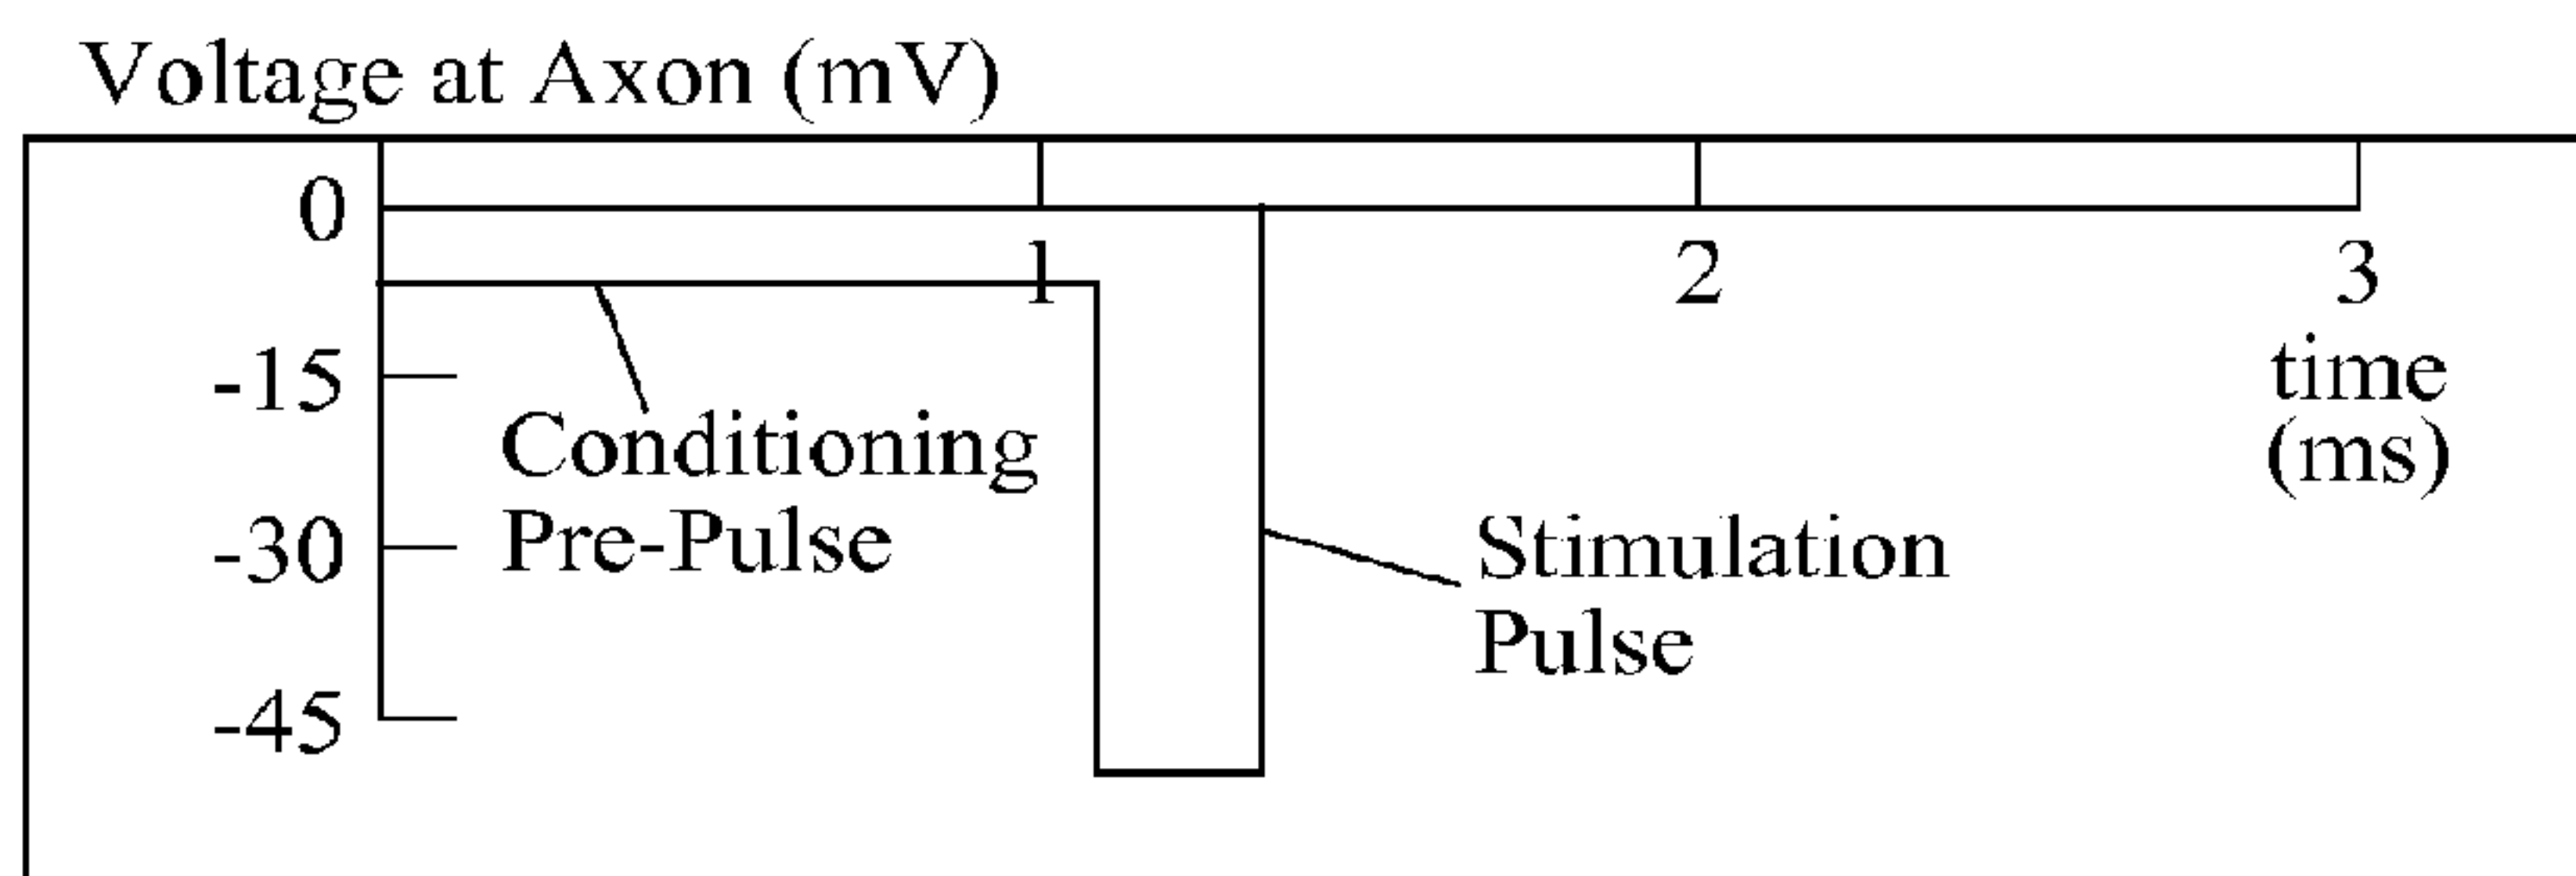 Voltage at Axon (mV)
0
1
2
3
time
(ms)
-15
Conditioning
Pre-Pulse
-30
Stimulation
Pulse
-45